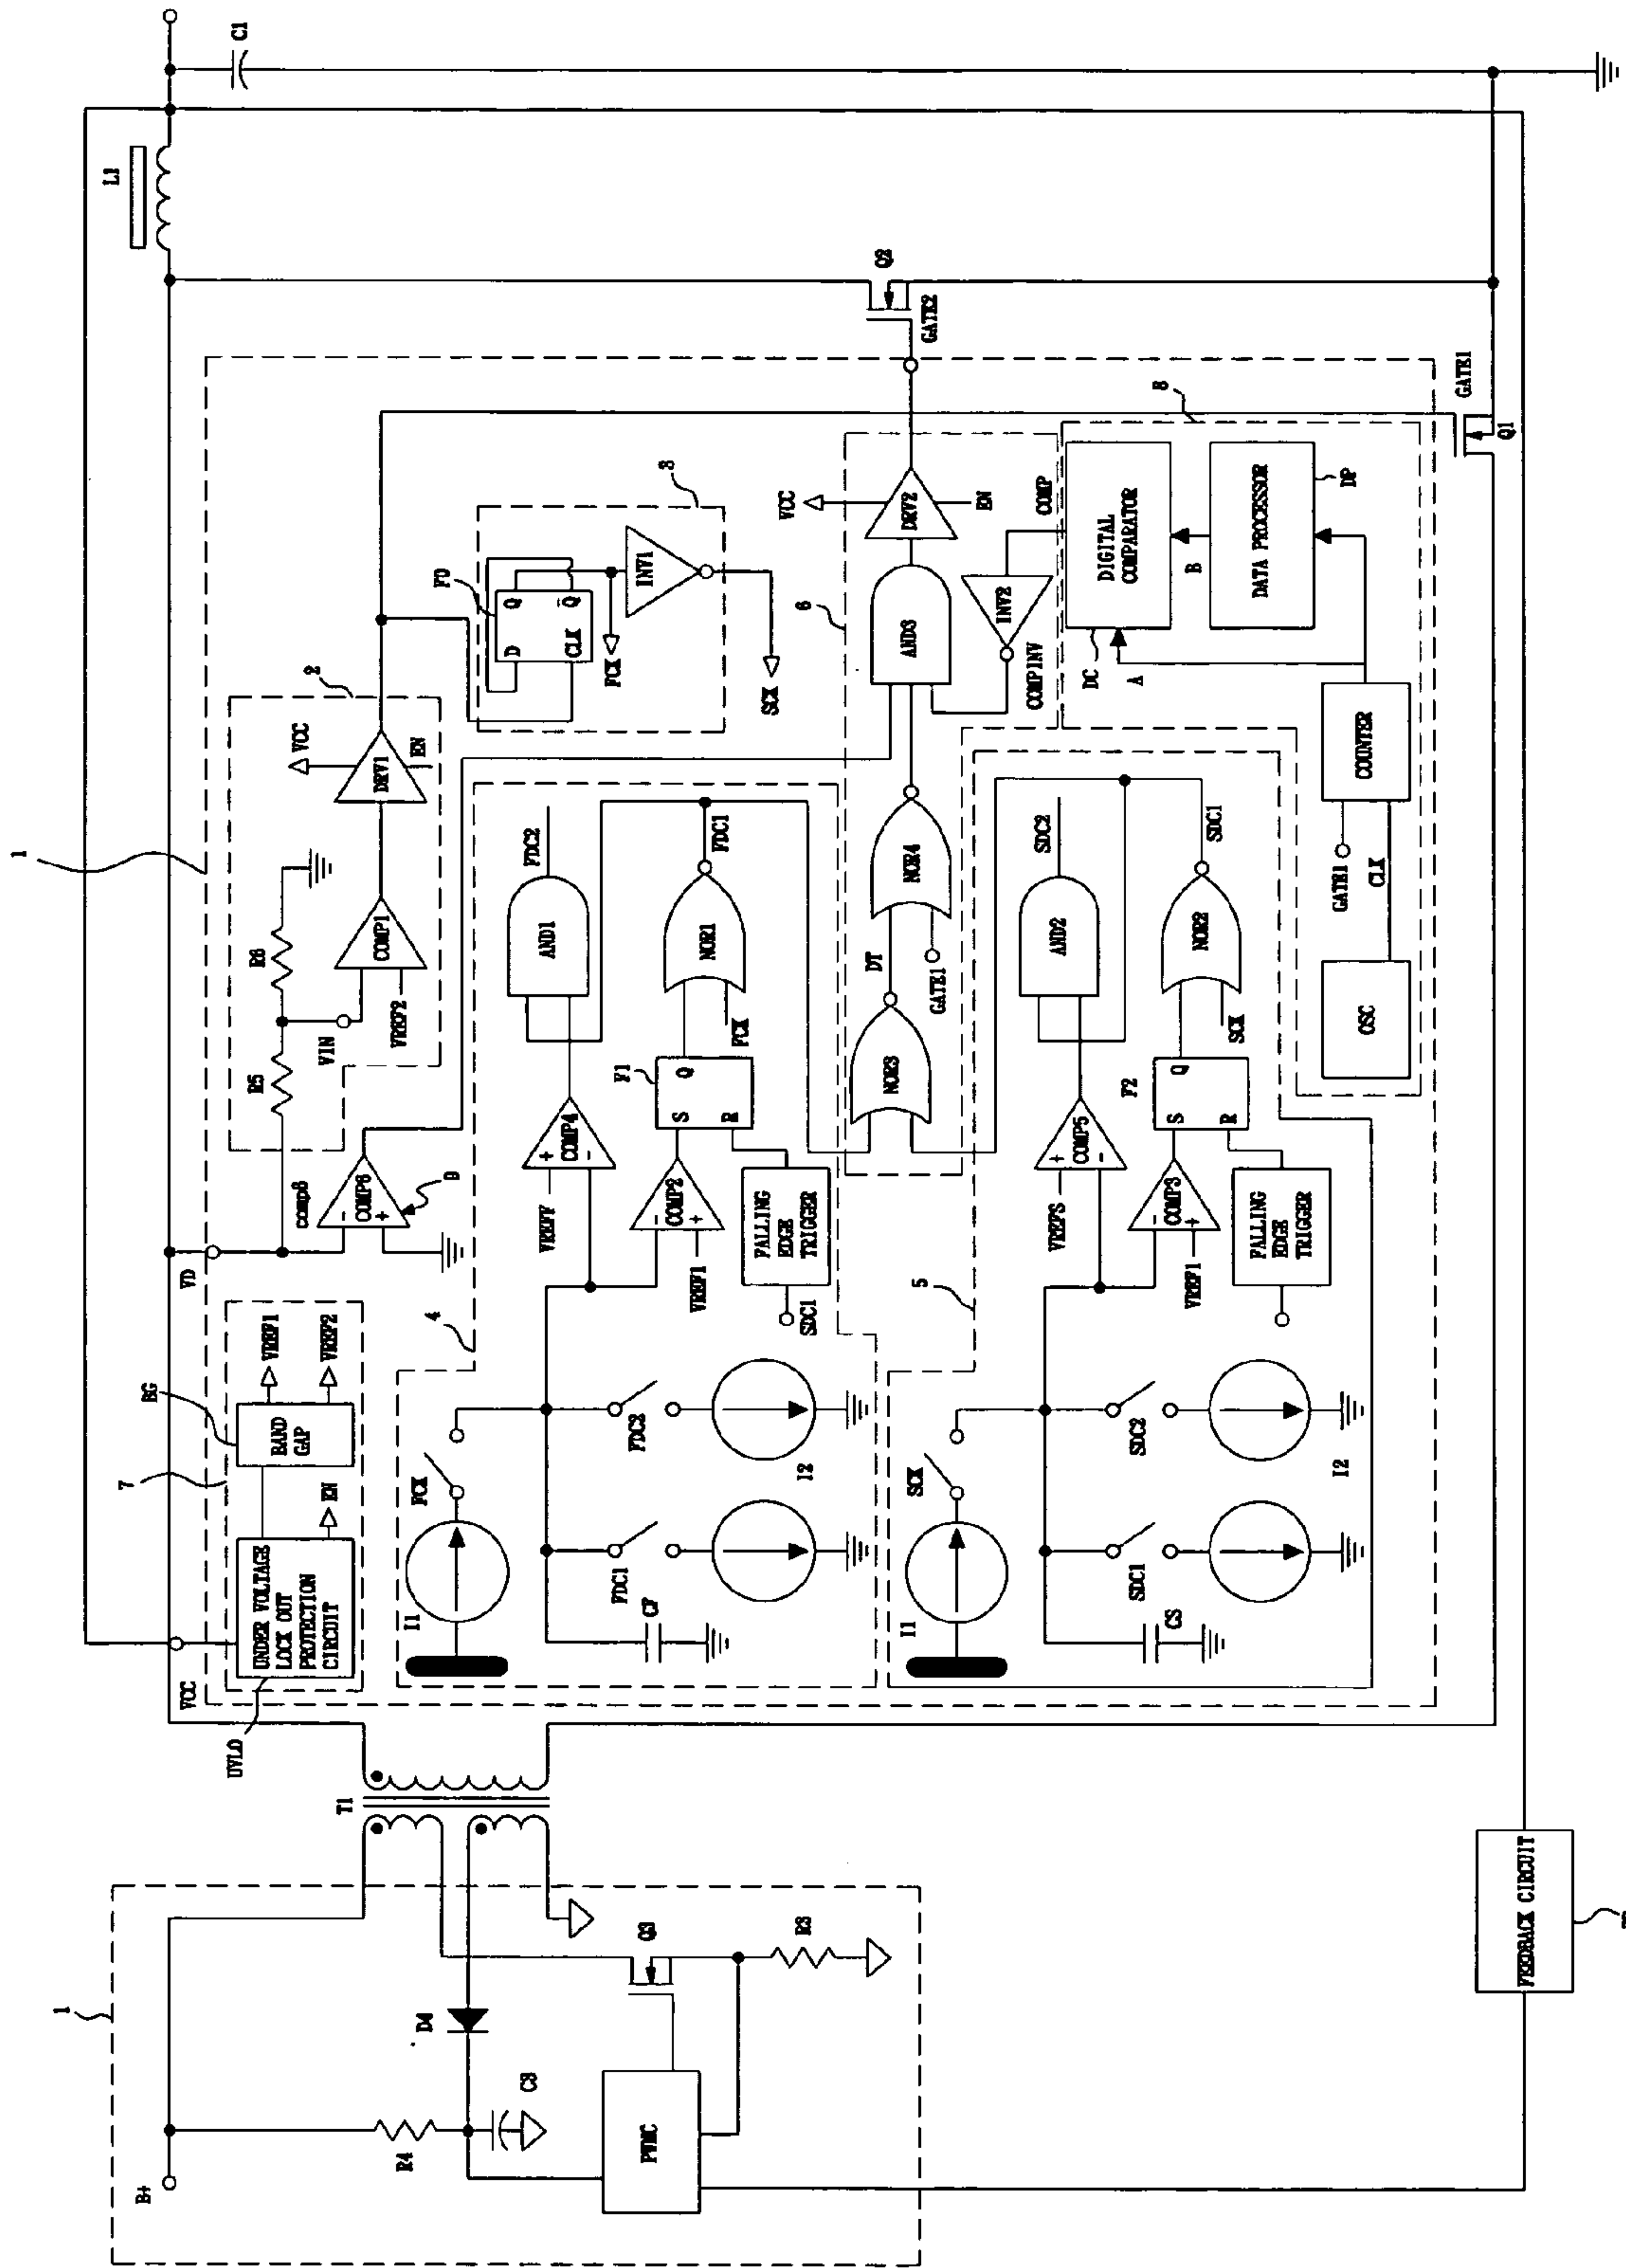 1
B+
R4
D4
C3
PWMC
Q3
R3
T1
FEEDBACK CIRCUIT
1
VCC
UVLO
UNDER VOLTAGE
LOCK OUT
PROTECTION
CIRCUIT
EN
7
BG
BAND
GAP
VREF1
VREF2
VD
COMP6
COMP6
9
R5
R6
VIN
VREF2
COMP1
2
VCC
DRV1
EN
L1
C1
3
FD
D
Q
Q
CLK
FCK
INV1
SCK
4
I1
FCK
CF
FDC1
FDC2
I2
VREFF
+
-
COMP4
-
+
COMP2
VREF1
FALLING
EDGE
TRIGGER
SDC1
F1
S
R
Q
FCK
NOR1
AND1
FDC2
FDC1
6
NOR3
DT
GATE1
NOR4
AND3
VCC
DRV2
EN
INV2
COMPINV
COMP
Q2
GATE2
5
I1
SCK
CS
SDC1
SDC2
I2
VREFS
+
-
COMP5
-
+
COMP3
VREF1
FALLING
EDGE
TRIGGER
F2
S
R
Q
SCK
NOR2
AND2
SDC2
SDC1
8
OSC
CLK
GATE1
COUNTER
A
DC
DIGITAL
COMPARATOR
B
DATA PROCESSOR
DP
GATE1
Q1